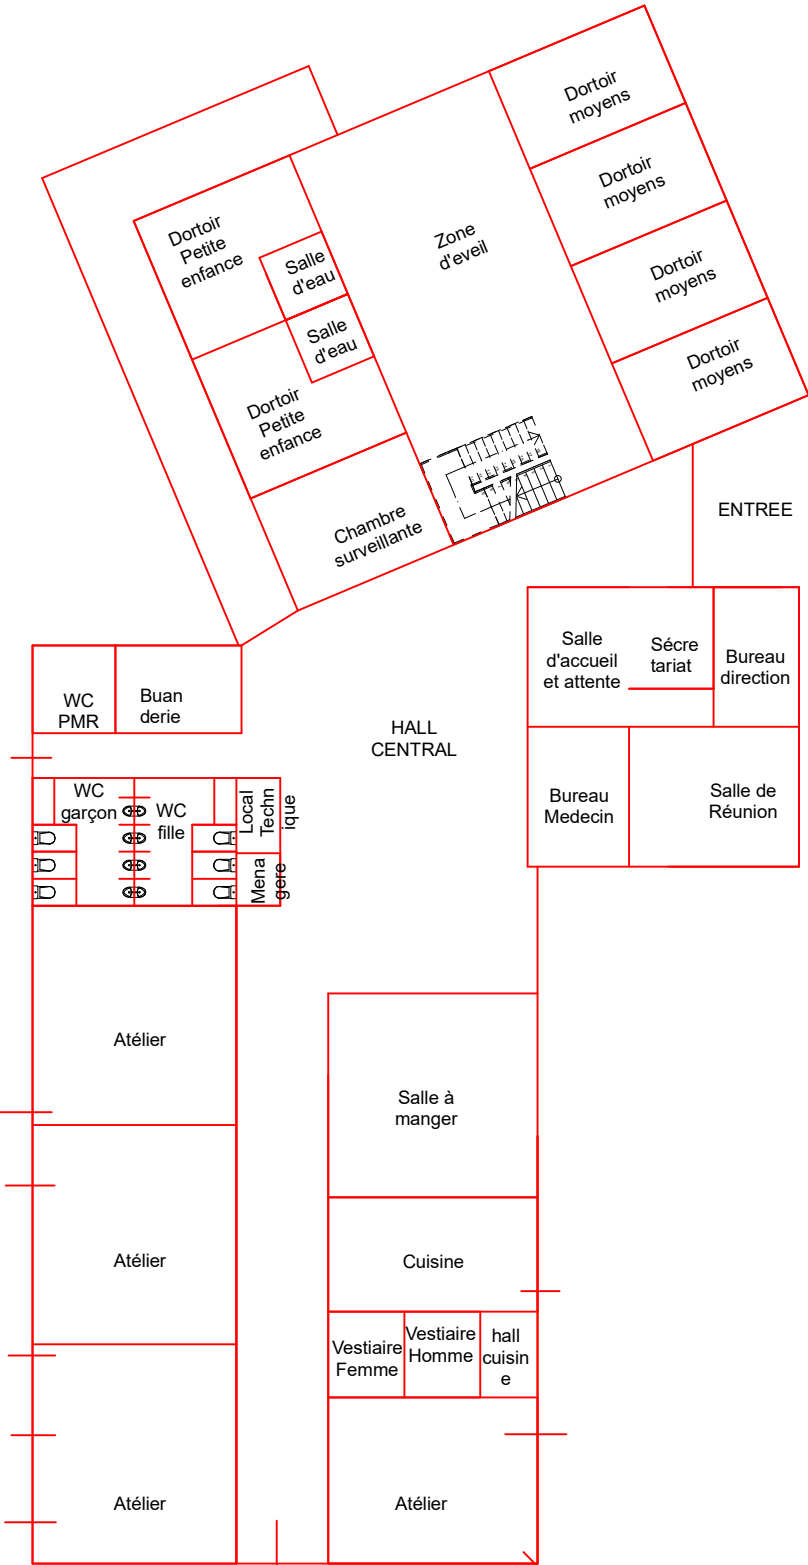 Dortoir
moyens
Dortoir
moyens
Dortoir
moyens
Dortoir
moyens
Zone
d'eveil
Dortoir
Petite
enfance
Salle
d'eau
Salle
d'eau
Dortoir
Petite
enfance
Chambre
surveillante
ENTREE
Salle
d'accueil
et attente
Sécre
tariat
Bureau
direction
WC
PMR
Buan
derie
HALL
CENTRAL
Bureau
Medecin
Salle de
Réunion
WC
garçon
WC
fille
Local
Techn
ique
Mena
gere
Atélier
Salle à
manger
Atélier
Cuisine
Vestiaire
Femme
Vestiaire
Homme
hall
cuisin
e
Atélier
Atélier